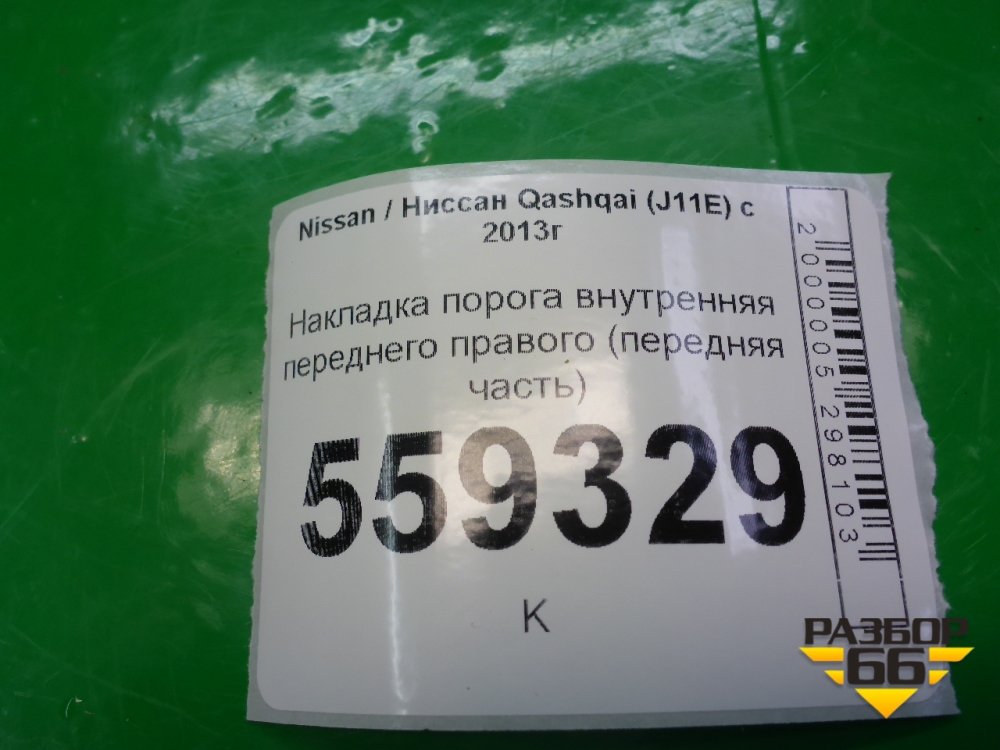 Nissan / Ниссан Qashqai (J11E) с
2013г
Накладка порога внутренняя
переднего правого (передняя
часть)
559329
К
2000005298103
РАЗБОР
66